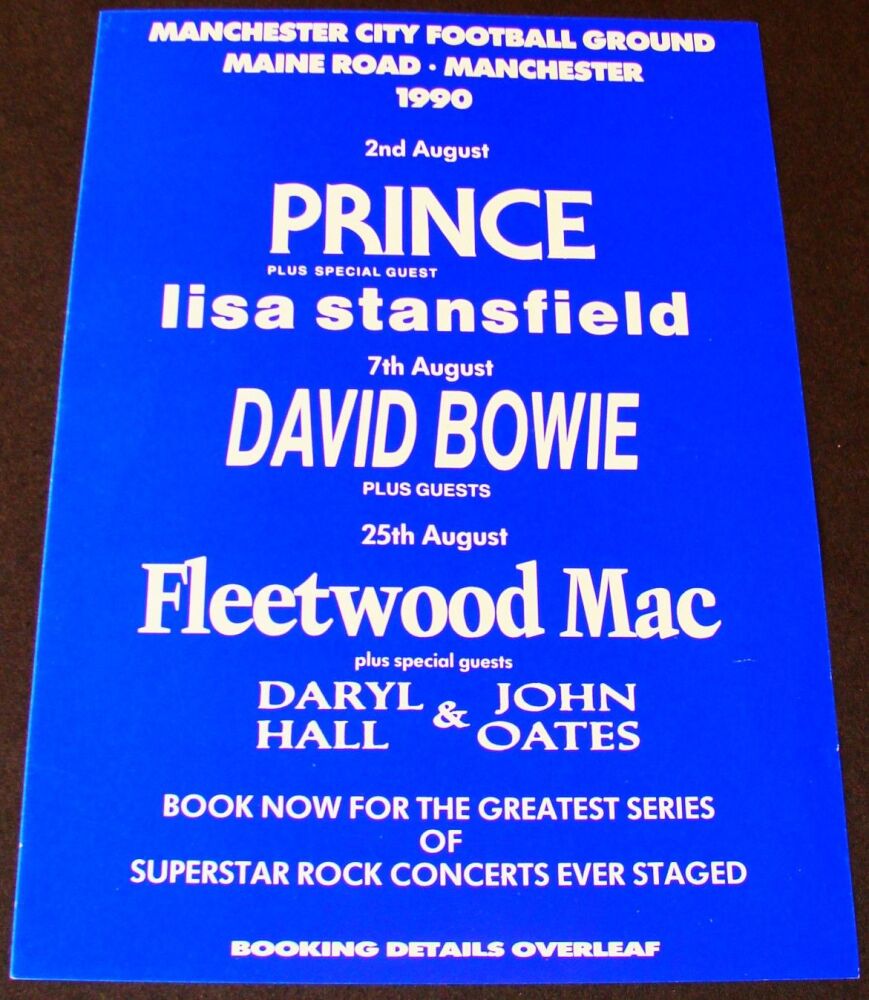 MANCHESTER CITY FOOTBALL GROUND
MAINE ROAD · MANCHESTER
1990
2nd August
PRINCE
PLUS SPECIAL GUEST
lisa stansfield
7th August
DAVID BOWIE
PLUS GUESTS
25th August
Fleetwood Mac
plus special guests
DARYL HALL & JOHN OATES
BOOK NOW FOR THE GREATEST SERIES
OF
SUPERSTAR ROCK CONCERTS EVER STAGED
BOOKING DETAILS OVERLEAF